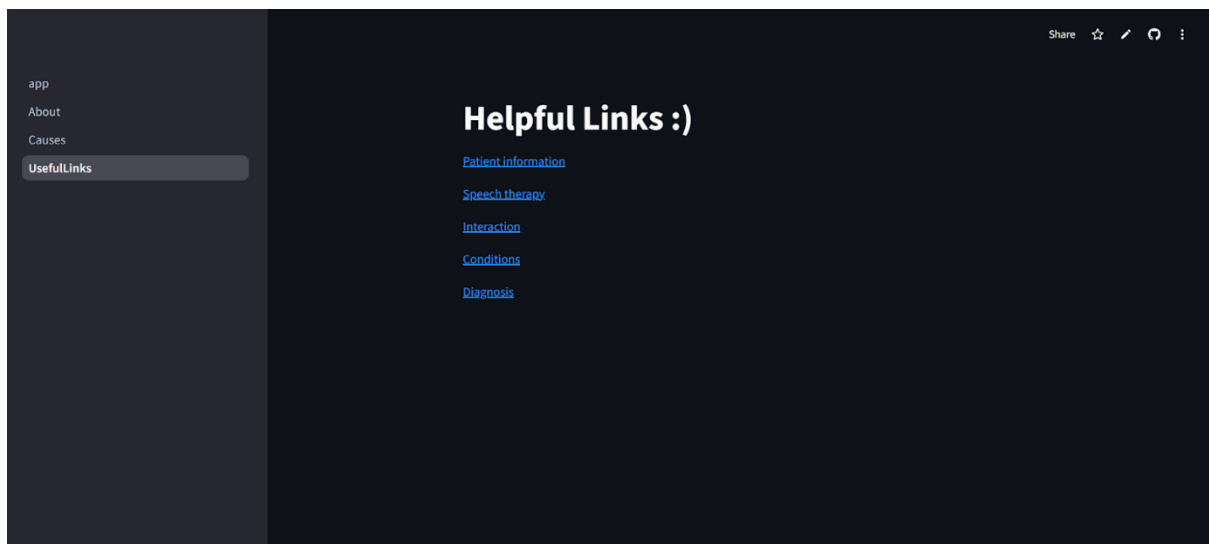 Share
app
About
Causes
UsefulLinks
Helpful Links :)
Patient information
Speech therapy
Interaction
Conditions
Diagnosis